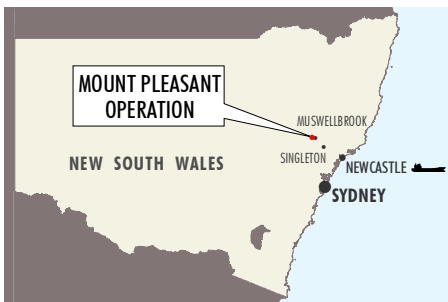 MOUNT PLEASANT
OPERATION
MUSWELLBROOK
SINGLETON
NEW SOUTH WALES
NEWCASTLE
SYDNEY